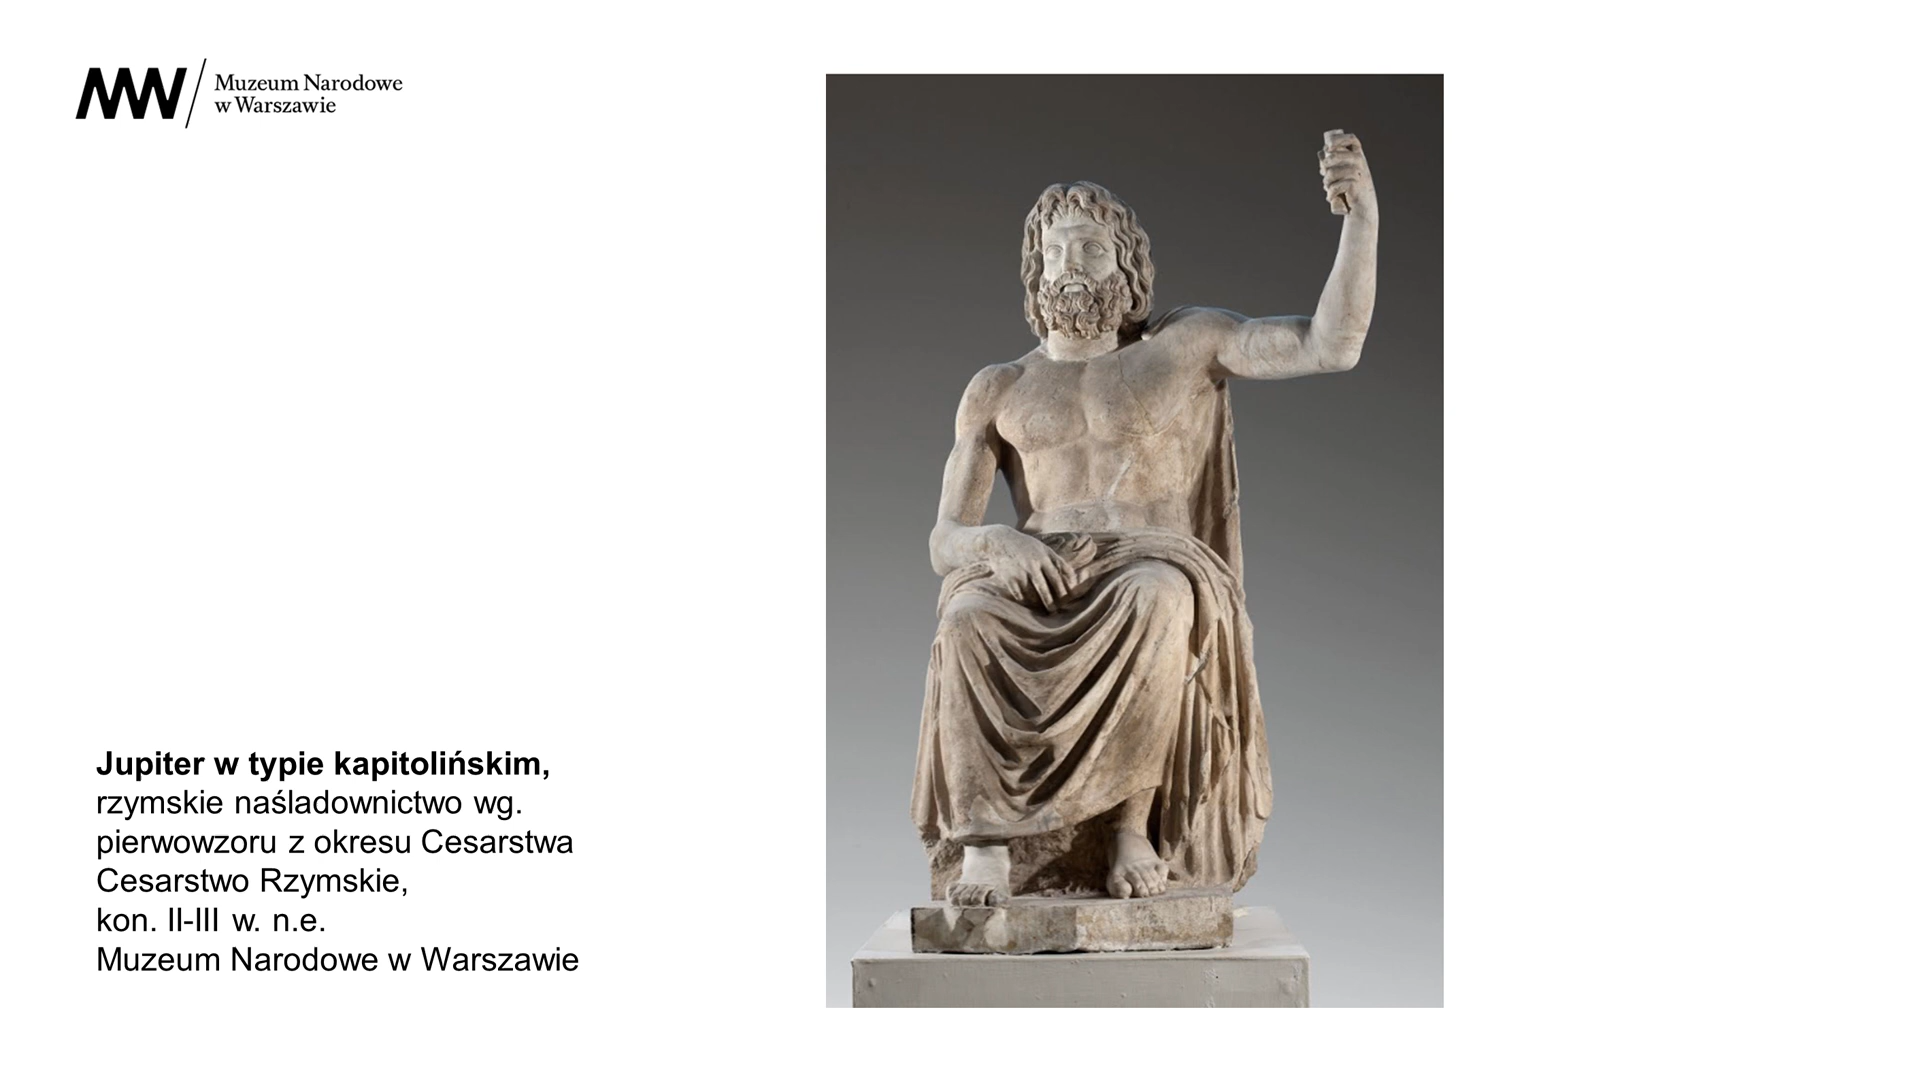 MW
Muzeum Narodowe
w Warszawie
Jupiter w typie kapitolińskim,
rzymskie naśladownictwo wg.
pierwowzoru z okresu Cesarstwa
Cesarstwo Rzymskie,
kon. II-III w. n.e.
Muzeum Narodowe w Warszawie